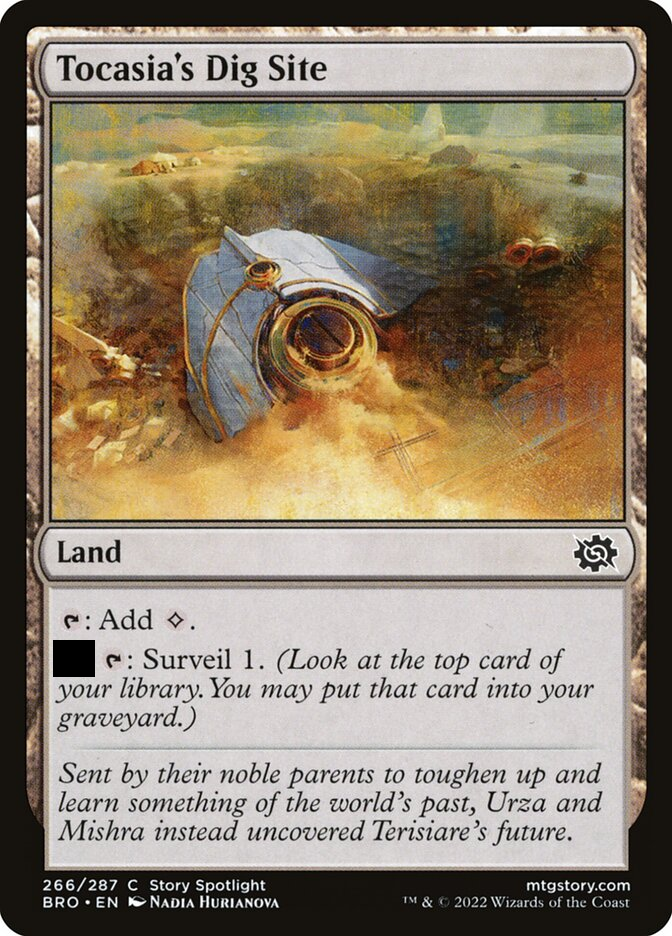 Tocasia's Dig Site
Land
: Add .
: Surveil 1. (Look at the top card of
your library. You may put that card into your
graveyard.)
Sent by their noble parents to toughen up and
learn something of the world's past, Urza and
Mishra instead uncovered Terisiare's future.
266/287 C Story Spotlight
mtgstory.com
BRO • EN Nadia Hurianova
™ & © 2022 Wizards of the Coast